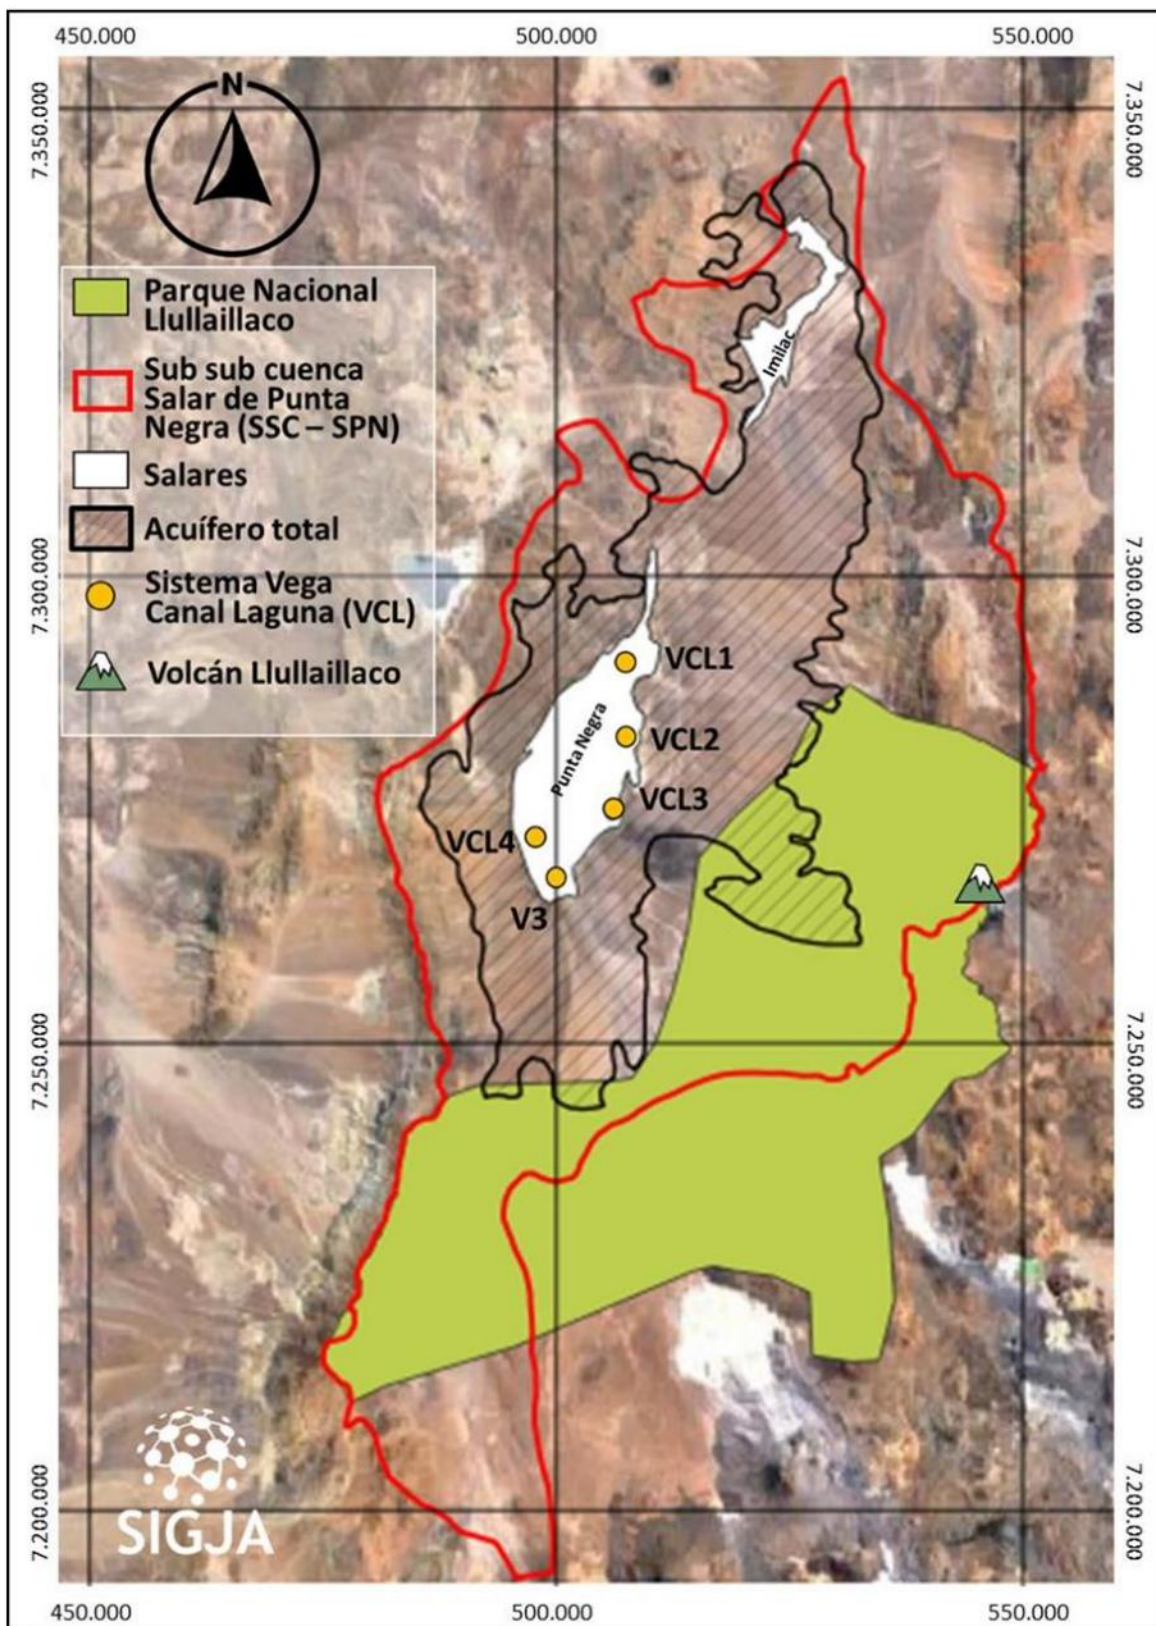 450.000
500.000
550.000
7.350.000
7.350.000
N
Parque Nacional
Llullaillaco
Sub sub cuenca
Salar de Punta
Negra (SSC – SPN)
Salares
Acuífero total
Sistema Vega
Canal Laguna (VCL)
Volcán Llullaillaco
Imilac
7.300.000
7.300.000
VCL1
VCL2
Punta Negra
VCL3
VCL4
V3
7.250.000
7.250.000
SIGJA
7.200.000
7.200.000
450.000
500.000
550.000